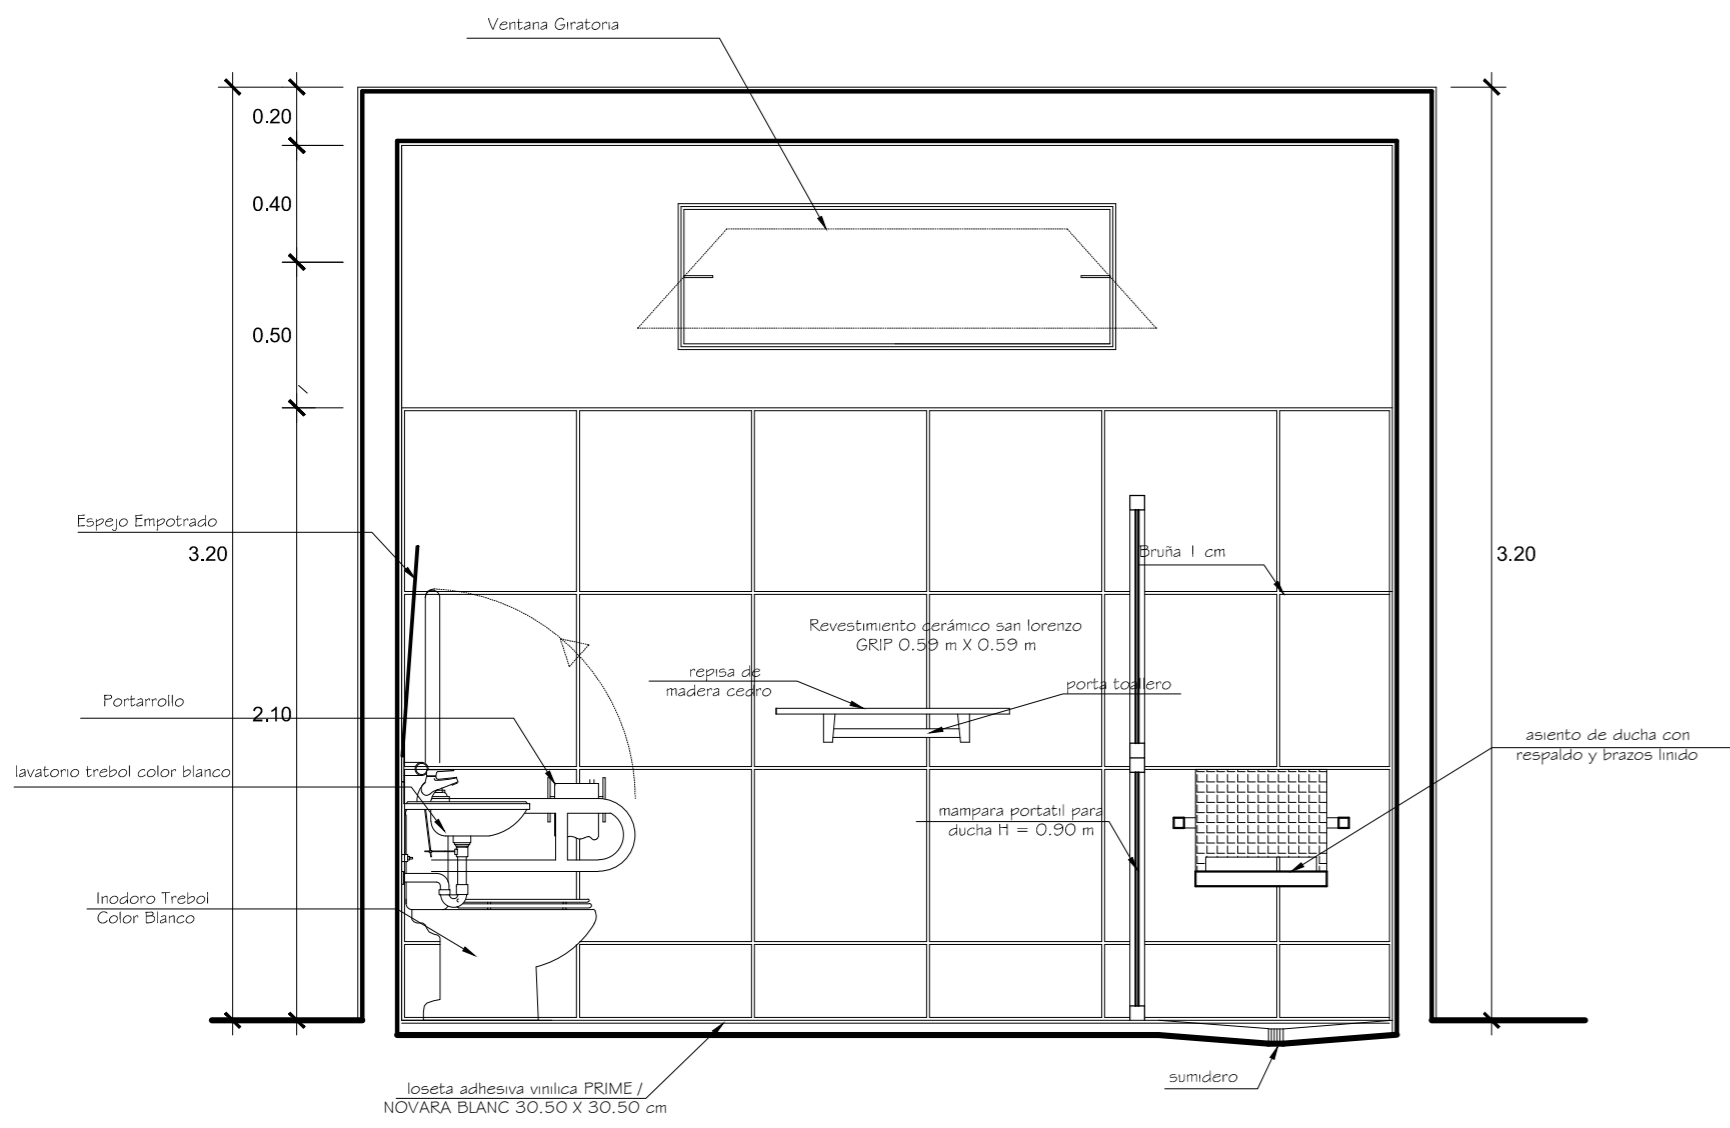 Ventana Giratoria
0.20
0.40
0.50
Espejo Empotrado
3.20
3.20
Bruña 1 cm
Revestimiento cerámico san lorenzo
GRIP 0.59 m X 0.59 m
repisa de
madera cedro
porta toallero
Portarrollo
2.10
asiento de ducha con
respaldo y brazos linido
lavatorio trebol color blanco
mampara portatil para
ducha H = 0.90 m
Inodoro Trebol
Color Blanco
sumidero
loseta adhesiva vinilica PRIME /
NOVARA BLANC 30.50 X 30.50 cm